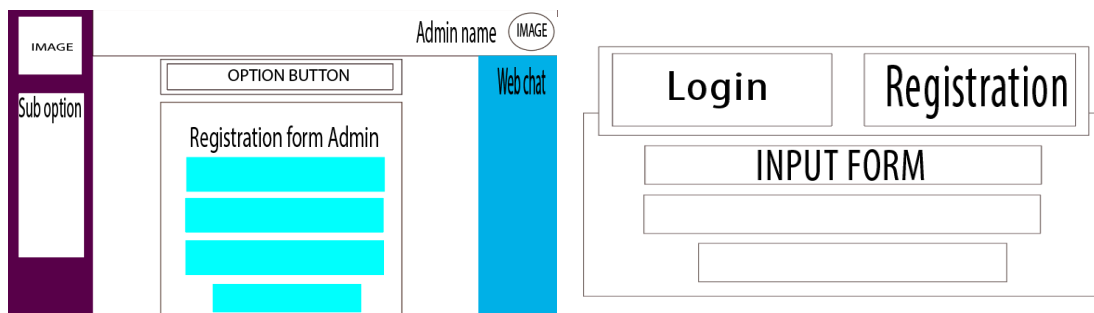 IMAGE
Sub option
Admin name
IMAGE
OPTION BUTTON
Registration form Admin
Web chat
Login
Registration
INPUT FORM